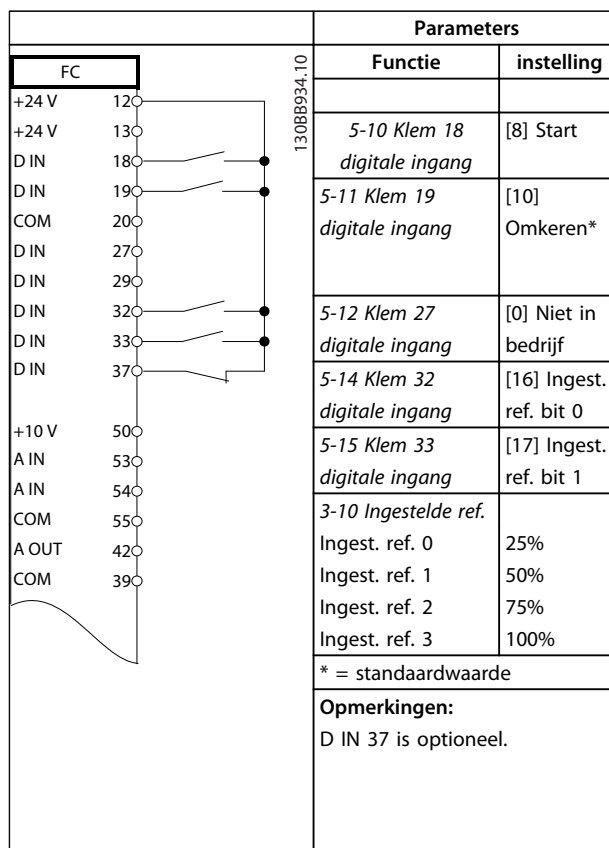 FC
+24 V 12
+24 V 13
D IN 18
D IN 19
COM 20
D IN 27
D IN 29
D IN 32
D IN 33
D IN 37
+10 V 50
A IN 53
A IN 54
COM 55
A OUT 42
COM 39
130BB934.10
Parameters
Functie instelling
5-10 Klem 18 [8] Start
digitale ingang
5-11 Klem 19 [10]
digitale ingang Omkeren*
5-12 Klem 27 [0] Niet in
digitale ingang bedrijf
5-14 Klem 32 [16] Ingest.
digitale ingang ref. bit 0
5-15 Klem 33 [17] Ingest.
digitale ingang ref. bit 1
3-10 Ingestelde ref.
Ingest. ref. 0 25%
Ingest. ref. 1 50%
Ingest. ref. 2 75%
Ingest. ref. 3 100%
* = standaardwaarde
Opmerkingen:
D IN 37 is optioneel.